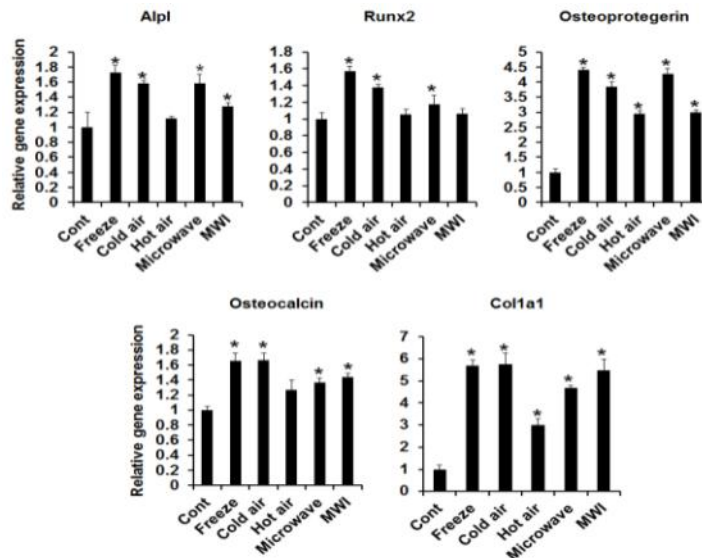 Alpl
Relative gene expression
2
1.8
1.6
1.4
1.2
1
0.8
0.6
0.4
0.2
0
*
*
*
*
Cont
Freeze
Cold air
Hot air
Microwave
MWI
Runx2
1.8
1.6
1.4
1.2
1
0.8
0.6
0.4
0.2
0
*
*
*
Cont
Freeze
Cold air
Hot air
Microwave
MWI
Osteoprotegerin
5
4.5
4
3.5
3
2.5
2
1.5
1
0.5
0
*
*
*
*
*
Cont
Freeze
Cold air
Hot air
Microwave
MWI
Osteocalcin
Relative gene expression
2
1.8
1.6
1.4
1.2
1
0.8
0.6
0.4
0.2
0
*
*
*
*
Cont
Freeze
Cold air
Hot air
Microwave
MWI
Col1a1
7
6
5
4
3
2
1
0
*
*
*
*
*
Cont
Freeze
Cold air
Hot air
Microwave
MWI